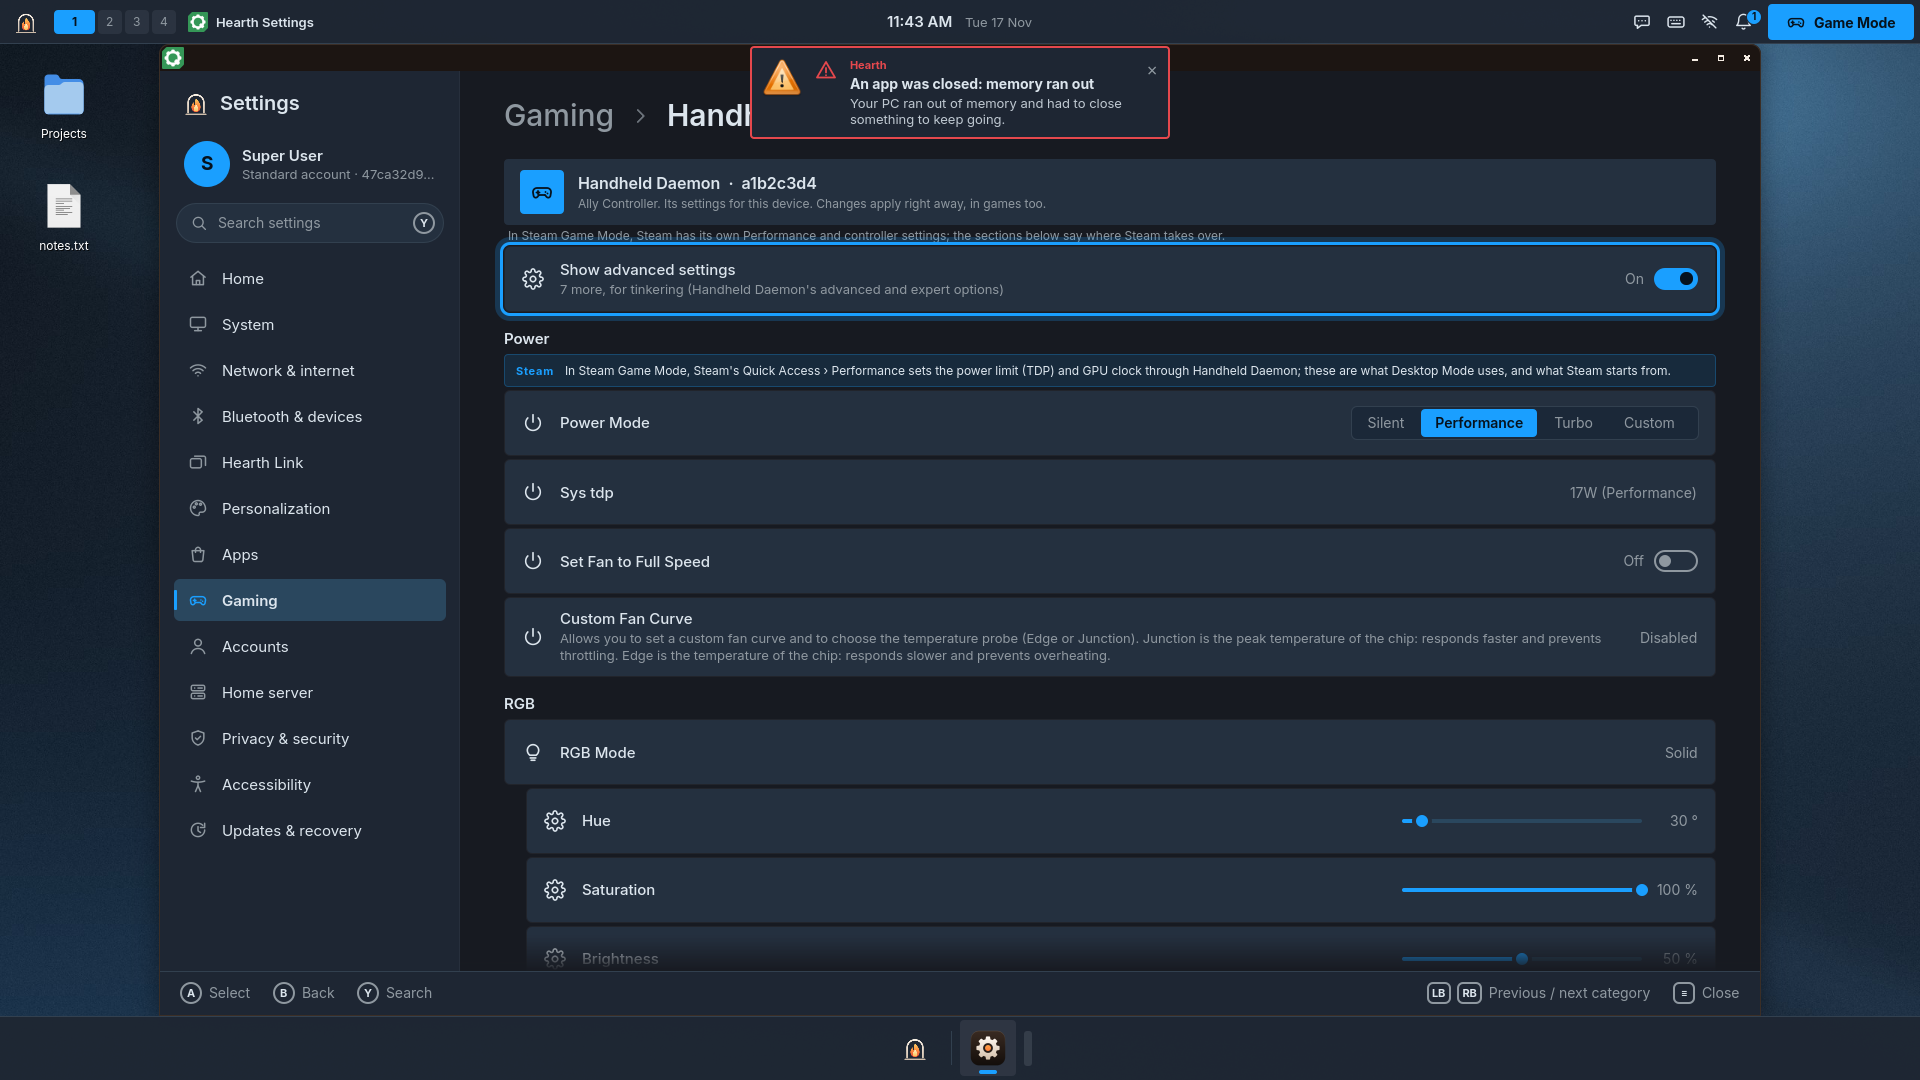 1 2 3 4 Hearth Settings
11:43 AM Tue 17 Nov
1
Game Mode
Projects
notes.txt
Hearth
An app was closed: memory ran out
Your PC ran out of memory and had to close
something to keep going.
Settings
S
Super User
Standard account · 47ca32d9...
Search settings
Y
Home
System
Network & internet
Bluetooth & devices
Hearth Link
Personalization
Apps
Gaming
Accounts
Home server
Privacy & security
Accessibility
Updates & recovery
Gaming
Handheld Daemon · a1b2c3d4
Ally Controller. Its settings for this device. Changes apply right away, in games too.
In Steam Game Mode, Steam has its own Performance and controller settings; the sections below say where Steam takes over.
Show advanced settings
7 more, for tinkering (Handheld Daemon's advanced and expert options)
On
Power
Steam In Steam Game Mode, Steam's Quick Access › Performance sets the power limit (TDP) and GPU clock through Handheld Daemon; these are what Desktop Mode uses, and what Steam starts from.
Power Mode
Silent Performance Turbo Custom
Sys tdp
17W (Performance)
Set Fan to Full Speed
Off
Custom Fan Curve
Allows you to set a custom fan curve and to choose the temperature probe (Edge or Junction). Junction is the peak temperature of the chip: responds faster and prevents
throttling. Edge is the temperature of the chip: responds slower and prevents overheating.
Disabled
RGB
RGB Mode
Solid
Hue
30 °
Saturation
100 %
Brightness
50 %
A Select B Back Y Search
LB RB Previous / next category Close